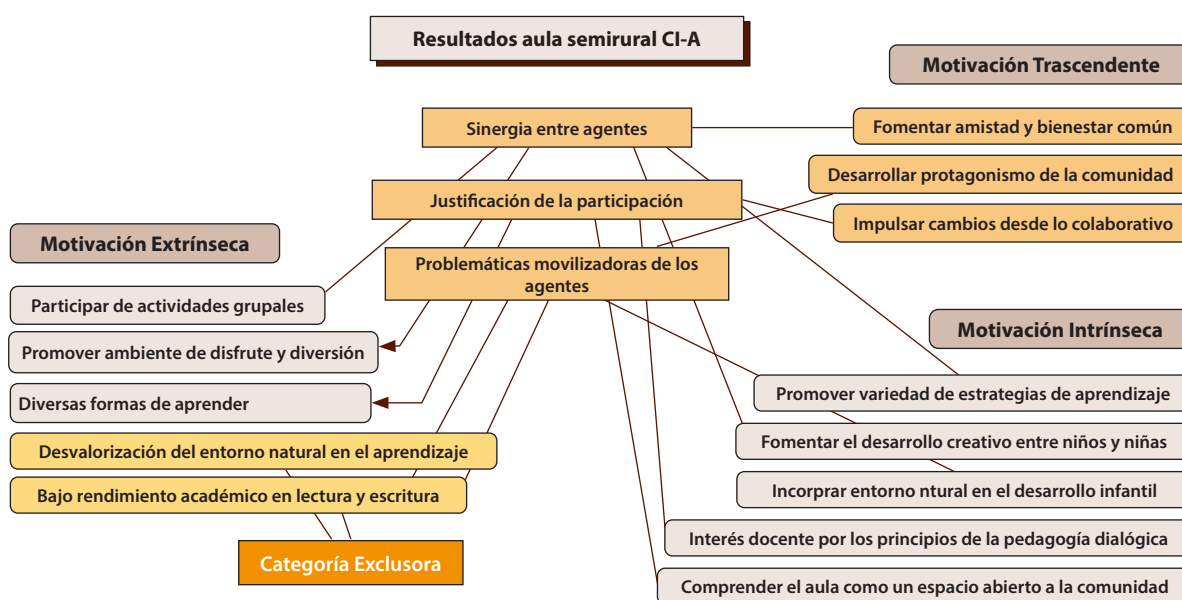 Resultados aula semirural CI-A
Motivación Trascendente
Sinergia entre agentes
Fomentar amistad y bienestar común
Desarrollar protagonismo de la comunidad
Justificación de la participación
Impulsar cambios desde lo colaborativo
Motivación Extrínseca
Problemáticas movilizadoras de los
agentes
Participar de actividades grupales
Motivación Intrínseca
Promover ambiente de disfrute y diversión
Promover variedad de estrategias de aprendizaje
Diversas formas de aprender
Fomentar el desarrollo creativo entre niños y niñas
Desvalorización del entorno natural en el aprendizaje
Incorprar entorno ntural en el desarrollo infantil
Bajo rendimiento académico en lectura y escritura
Interés docente por los principios de la pedagogía dialógica
Categoría Exclusora
Comprender el aula como un espacio abierto a la comunidad